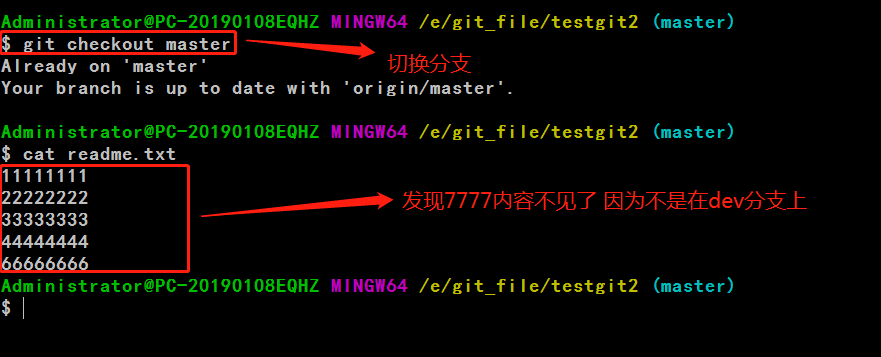 Administrator@PC-20190108EQHZ MINGW64 /e/git_file/testgit2 (master)
$ git checkout master
切换分支
Already on 'master'
Your branch is up to date with 'origin/master'.
Administrator@PC-20190108EQHZ MINGW64 /e/git_file/testgit2 (master)
$ cat readme.txt
11111111
22222222
发现7777内容不见了 因为不是在dev分支上
33333333
44444444
66666666
Administrator@PC-20190108EQHZ MINGW64 /e/git_file/testgit2 (master)
$